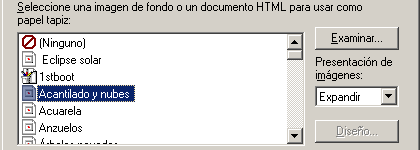 Seleccione una imagen de fondo o un documento HTML para usar como
papel tapiz:
(Ninguno)
Eclipse solar
1stboot
Acantilado y nubes
Acuarela
Anzuelos
Examinar...
Presentación de
imágenes:
Expandir
Diseño...